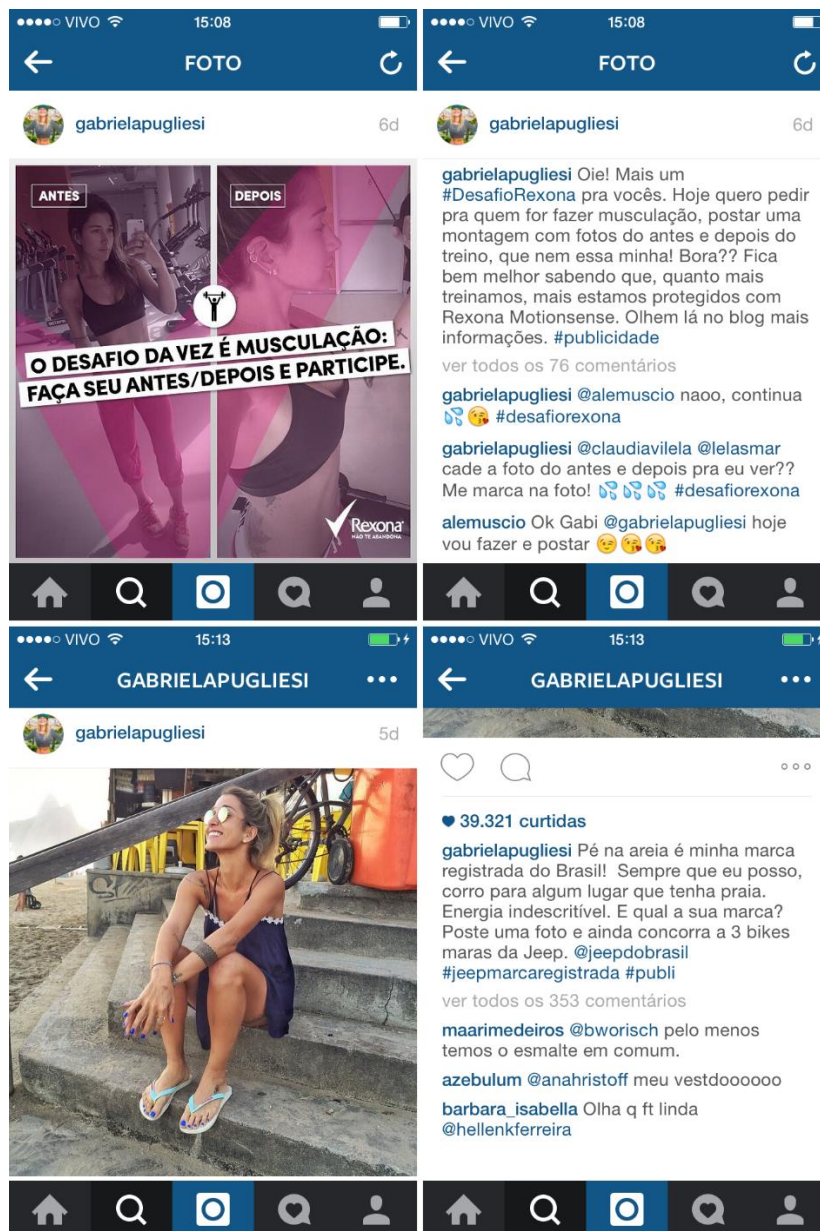 VIVO 15:08
FOTO
gabrielapugliesi 6d
ANTES
DEPOIS
O DESAFIO DA VEZ É MUSCULAÇÃO:
FAÇA SEU ANTES/DEPOIS E PARTICIPE.
Rexona
NÃO TE ABANDONA
VIVO 15:08
FOTO
gabrielapugliesi 6d
gabrielapugliesi Oie! Mais um
#DesafioRexona pra vocês. Hoje quero pedir
pra quem for fazer musculação, postar uma
montagem com fotos do antes e depois do
treino, que nem essa minha! Bora?? Fica
bem melhor sabendo que, quanto mais
treinamos, mais estamos protegidos com
Rexona Motionsense. Olhem lá no blog mais
informações. #publicidade
ver todos os 76 comentários
gabrielapugliesi @alemuscio naoo, continua
💦😘 #desafiorexona
gabrielapugliesi @claudiavilela @lelasmar
cade a foto do antes e depois pra eu ver??
Me marca na foto! 💦💦💦 #desafiorexona
alemuscio Ok Gabi @gabrielapugliesi hoje
vou fazer e postar 😉😘😘
VIVO 15:13
GABRIELAPUGLIESI
gabrielapugliesi 5d
VIVO 15:13
GABRIELAPUGLIESI
39.321 curtidas
gabrielapugliesi Pé na areia é minha marca
registrada do Brasil! Sempre que eu posso,
corro para algum lugar que tenha praia.
Energia indescritível. E qual a sua marca?
Poste uma foto e ainda concorra a 3 bikes
maras da Jeep. @jeepdobrasil
#jeepmarcaregistrada #publi
ver todos os 353 comentários
maarimedeiros @bworisch pelo menos
temos o esmalte em comum.
azebulum @anahristoff meu vestdoooooo
barbara_isabella Olha q ft linda
@hellenkferreira